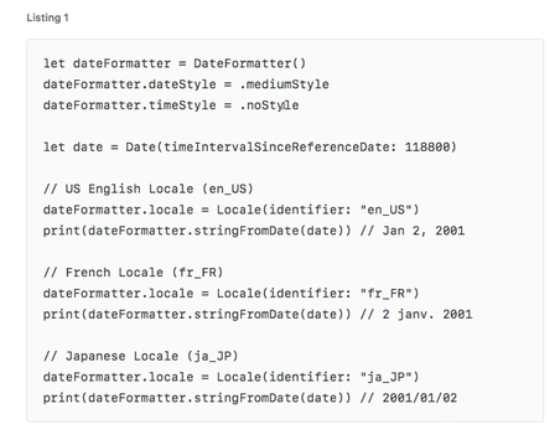 Listing 1
let dateFormatter = DateFormatter()
dateFormatter.dateStyle = .mediumStyle
dateFormatter.timeStyle = .noStyle
let date = Date(timeIntervalSinceReferenceDate: 118800)
// US English Locale (en_US)
dateFormatter.locale = Locale(identifier: "en_US")
print(dateFormatter.stringFromDate(date)) // Jan 2, 2001
// French Locale (fr_FR)
dateFormatter.locale = Locale(identifier: "fr_FR")
print(dateFormatter.stringFromDate(date)) // 2 janv. 2001
// Japanese Locale (ja_JP)
dateFormatter.locale = Locale(identifier: "ja_JP")
print(dateFormatter.stringFromDate(date)) // 2001/01/02